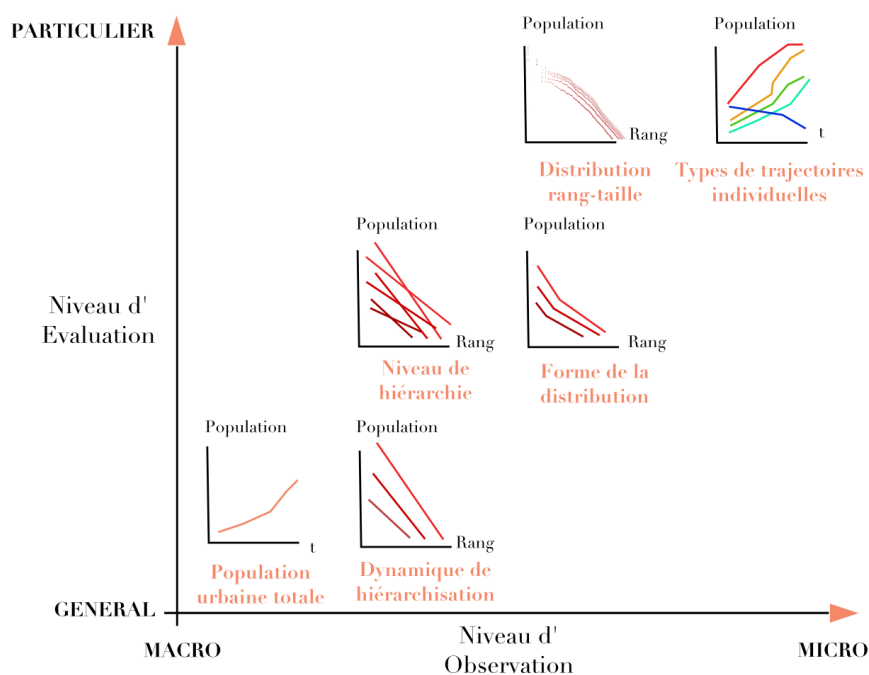 PARTICULIER
Population
Rang
Distribution
rang-taille
Population
t
Types de trajectoires
individuelles
Niveau d'
Evaluation
Population
Rang
Niveau de
hiérarchie
Population
Rang
Forme de la
distribution
Population
t
Population
urbaine totale
Population
Rang
Dynamique de
hiérarchisation
GENERAL
MACRO
Niveau d'
Observation
MICRO